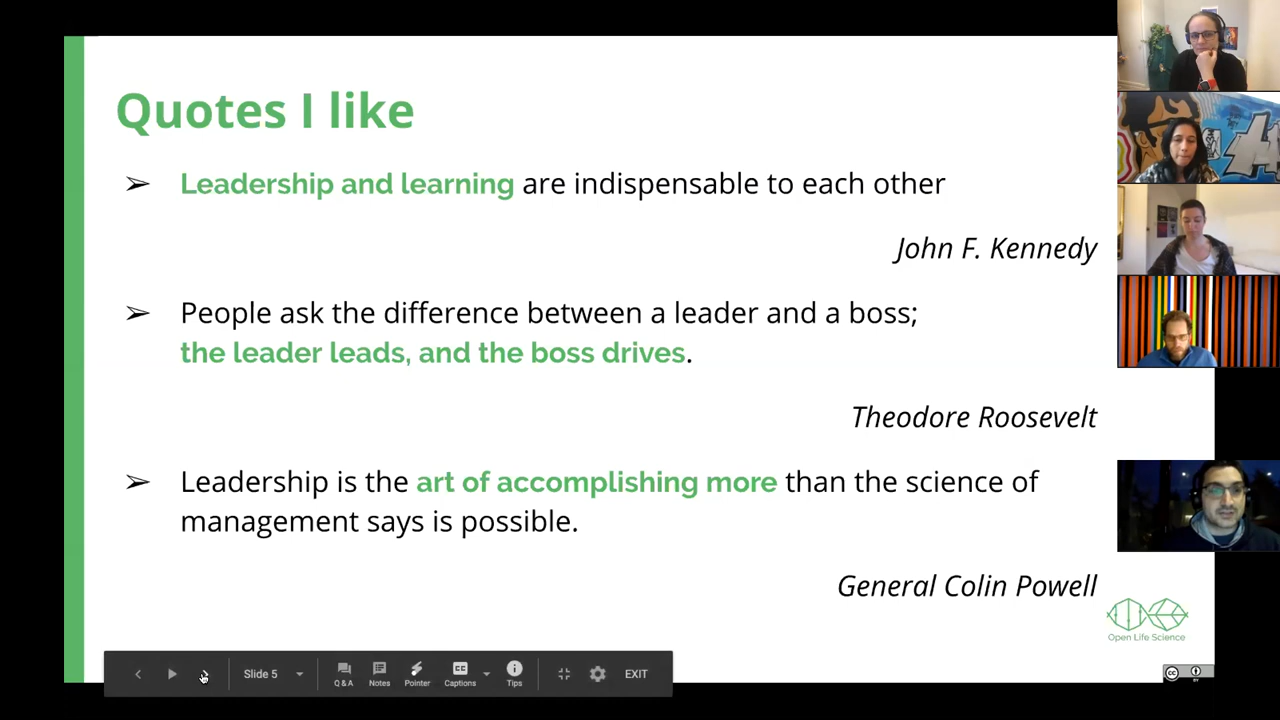 Quotes I like
➢ Leadership and learning are indispensable to each other
John F. Kennedy
➢ People ask the difference between a leader and a boss;
the leader leads, and the boss drives.
Theodore Roosevelt
➢ Leadership is the art of accomplishing more than the science of
management says is possible.
General Colin Powell
Open Life Science
Slide 5
Q & A
Notes
Pointer
CC
Captions
Tips
EXIT
cc
BY